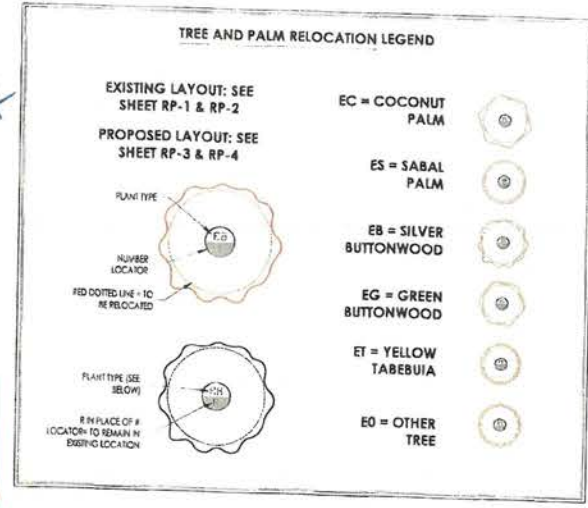 TREE AND PALM RELOCATION LEGEND
EXISTING LAYOUT: SEE
SHEET RP-1 & RP-2
PROPOSED LAYOUT: SEE
SHEET RP-3 & RP-4
PLANT TYPE
NUMBER
LOCATOR
RED DOTTED LINE = TO
BE RELOCATED
PLANT TYPE (SEE
BELOW)
R IN PLACE OF #
LOCATOR= TO REMAIN IN
EXISTING LOCATION
EC = COCONUT
PALM
ES = SABAL
PALM
EB = SILVER
BUTTONWOOD
EG = GREEN
BUTTONWOOD
ET = YELLOW
TABEBUIA
E0 = OTHER
TREE